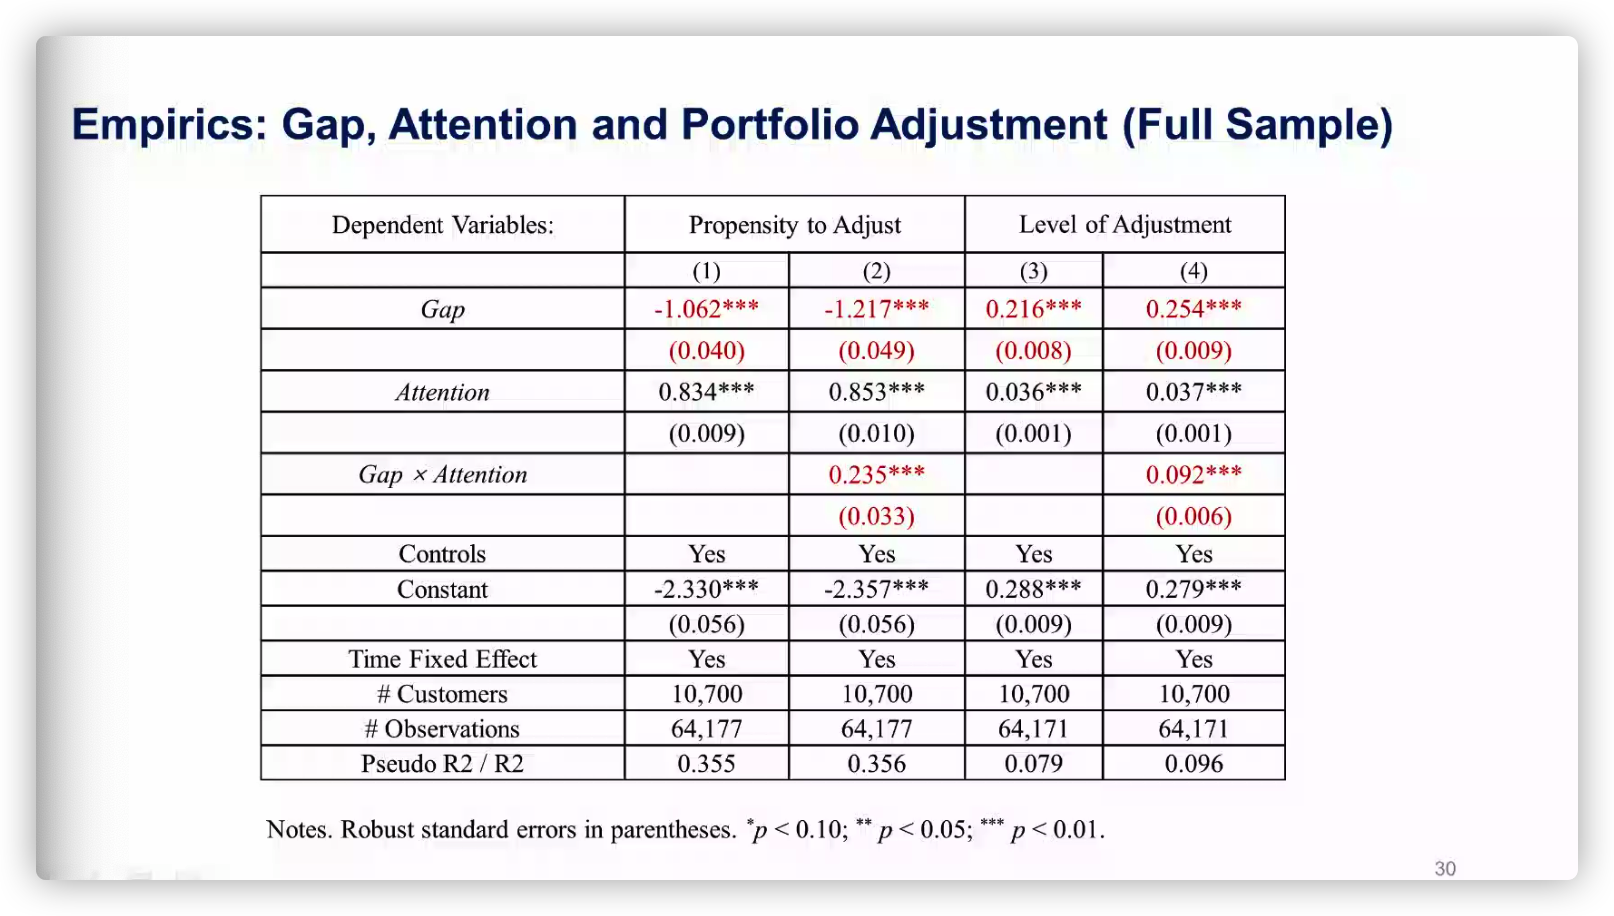 Empirics: Gap, Attention and Portfolio Adjustment (Full Sample)
Dependent Variables: Propensity to Adjust Level of Adjustment
(1) (2) (3) (4)
Gap -1.062*** -1.217*** 0.216*** 0.254***
(0.040) (0.049) (0.008) (0.009)
Attention 0.834*** 0.853*** 0.036*** 0.037***
(0.009) (0.010) (0.001) (0.001)
Gap × Attention 0.235*** 0.092***
(0.033) (0.006)
Controls Yes Yes Yes Yes
Constant -2.330*** -2.357*** 0.288*** 0.279***
(0.056) (0.056) (0.009) (0.009)
Time Fixed Effect Yes Yes Yes Yes
# Customers 10,700 10,700 10,700 10,700
# Observations 64,177 64,177 64,171 64,171
Pseudo R2 / R2 0.355 0.356 0.079 0.096
Notes. Robust standard errors in parentheses. *p < 0.10; ** p < 0.05; *** p < 0.01.
30